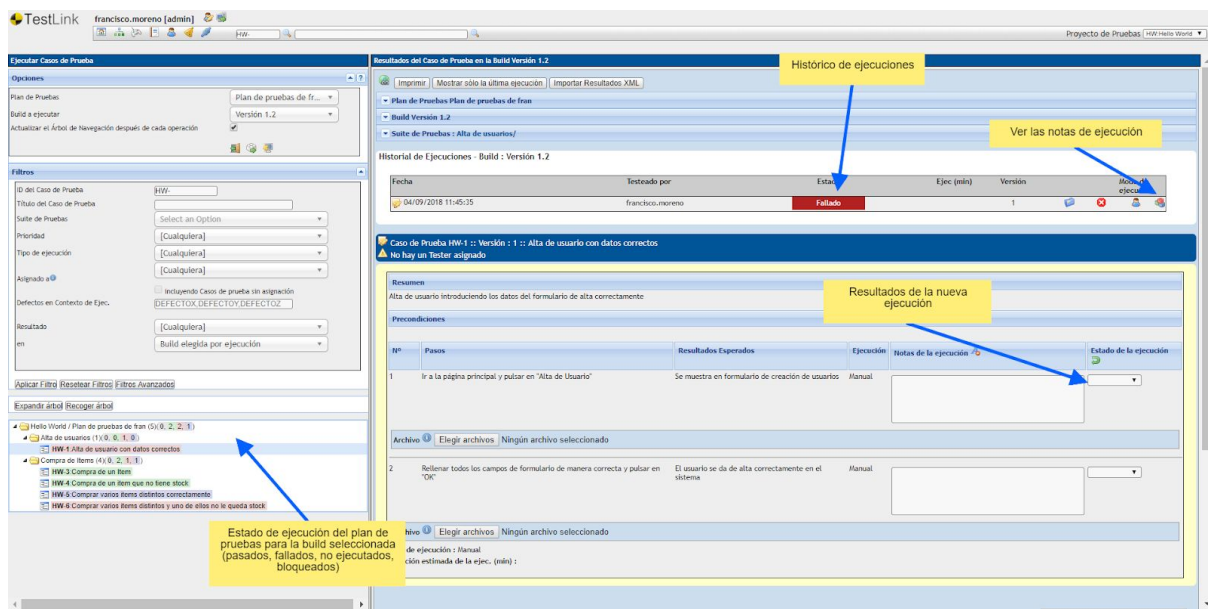 TestLink
francisco.moreno [admin]
HW-
Proyecto de Pruebas HW:Hello World
Ejecutar Casos de Prueba
Opciones
?
Plan de Pruebas
Plan de pruebas de fr...
Build a ejecutar
Versión 1.2
Actualizar el Árbol de Navegación después de cada operación
Filtros
ID del Caso de Prueba
HW-
Título del Caso de Prueba
Suite de Pruebas
Select an Option
Prioridad
[Cualquiera]
Tipo de ejecución
[Cualquiera]
Asignado a
[Cualquiera]
Incluyendo Casos de prueba sin asignación
Defectos en Contexto de Ejec.
DEFECTOX,DEFECTOY,DEFECTOZ
Resultado
[Cualquiera]
en
Build elegida por ejecución
Aplicar Filtro Resetear Filtros Filtros Avanzados
Expandir árbol Recoger árbol
Hello World / Plan de pruebas de fran (5)( 0, 2, 2, 1 )
Alta de usuarios (1)( 0, 0, 1, 0 )
HW-1:Alta de usuario con datos correctos
Compra de Items (4)( 0, 2, 1, 1 )
HW-3:Compra de un Item
HW-4:Compra de un item que no tiene stock
HW-5:Comprar varios items distintos correctamente
HW-6:Comprar varios items distintos y uno de ellos no le queda stock
Estado de ejecución del plan de
pruebas para la build seleccionada
(pasados, fallados, no ejecutados,
bloqueados)
Resultados del Caso de Prueba en la Build Versión 1.2
Imprimir Mostrar sólo la última ejecución Importar Resultados XML
Histórico de ejecuciones
Plan de Pruebas Plan de pruebas de fran
Build Versión 1.2
Suite de Pruebas : Alta de usuarios/
Ver las notas de ejecución
Historial de Ejecuciones - Build : Versión 1.2
Fecha Testeado por Ejec (min) Versión
04/09/2018 11:45:35 francisco.moreno Fallado 1
Caso de Prueba HW-1 :: Versión : 1 :: Alta de usuario con datos correctos
No hay un Tester asignado
Resumen
Alta de usuario introduciendo los datos del formulario de alta correctamente
Resultados de la nueva
ejecución
Precondiciones
Nº Pasos Resultados Esperados Ejecución Notas de la ejecución Estado de la ejecución
1 Ir a la página principal y pulsar en "Alta de Usuario" Se muestra en formulario de creación de usuarios Manual
Archivo Elegir archivos Ningún archivo seleccionado
2 Rellenar todos los campos de formulario de manera correcta y pulsar en El usuario se da de alta correctamente en el Manual
"OK" sistema
Elegir archivos Ningún archivo seleccionado
de ejecución : Manual
estimada de la ejec. (min) :